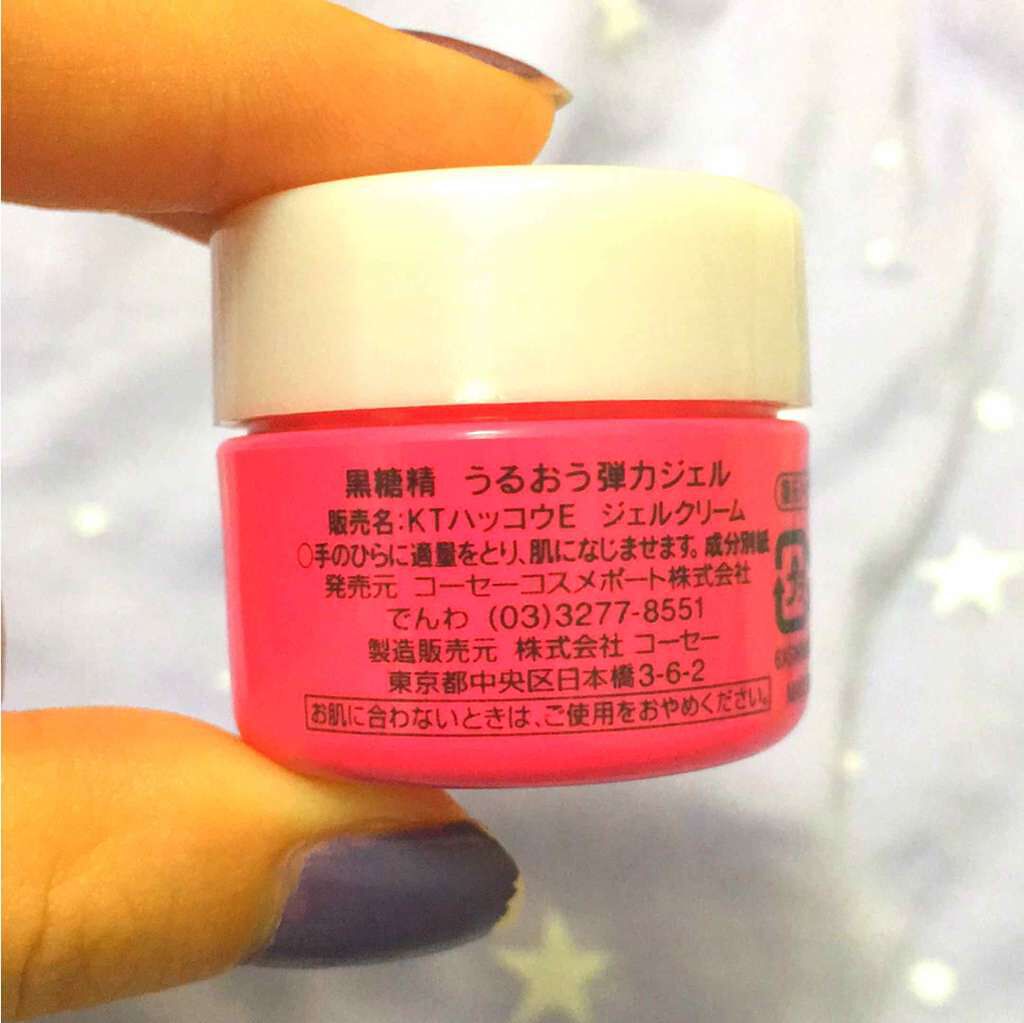 黒糖精 うるおう弾力ジェル
販売名:KTハッコウE ジェルクリーム
○手のひらに適量をとり、肌になじませます。成分別紙
発売元 コーセーコスメポート株式会社
でんわ (03)3277-8551
製造販売元 株式会社 コーセー
東京都中央区日本橋3-6-2
お肌に合わないときは、ご使用をおやめください。